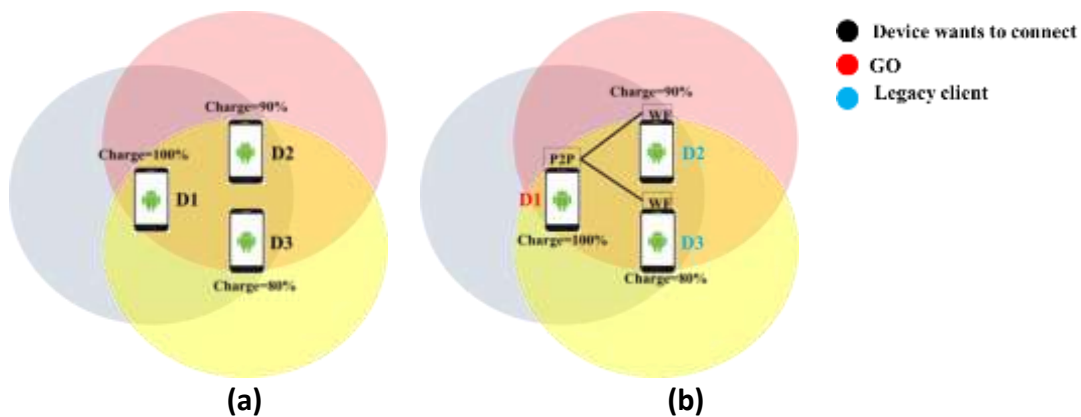 Charge=90%
D2
Charge=100%
D1
D3
Charge=80%
(a)
Charge=90%
WF
D2
P2P
D1
WF
Charge=100%
D3
Charge=80%
(b)
Device wants to connect
GO
Legacy client